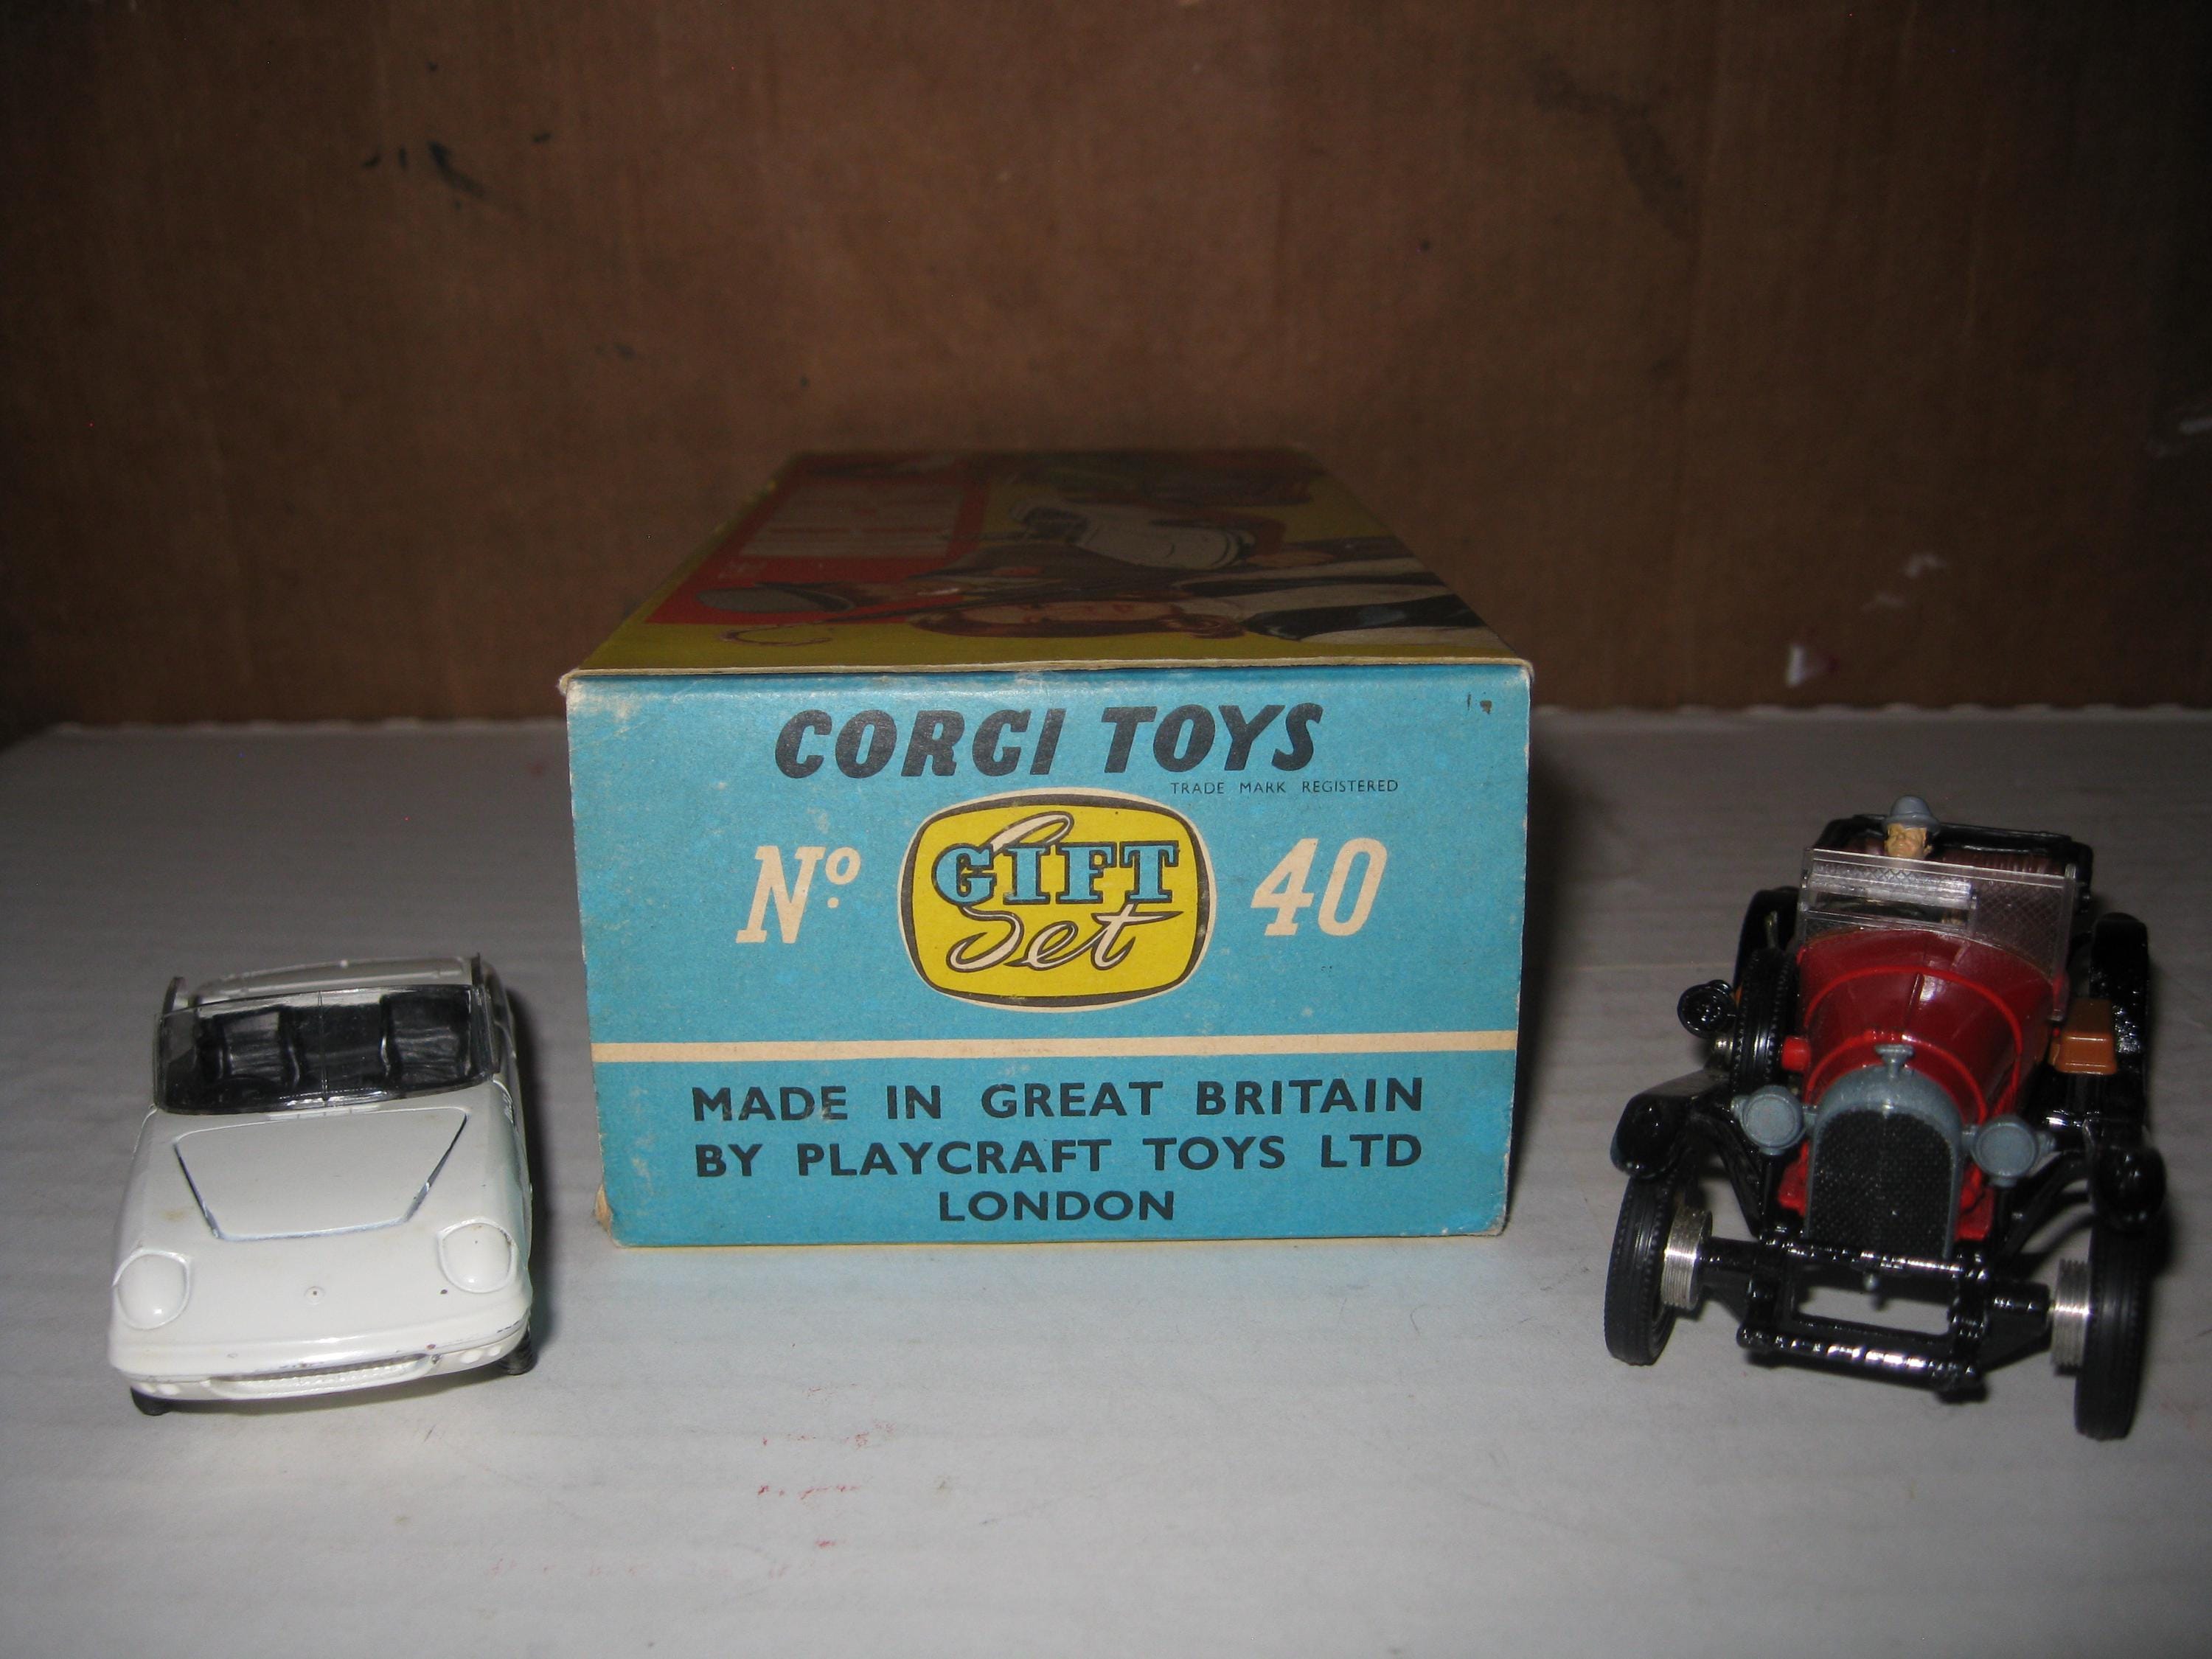 CORGI TOYS
TRADE MARK REGISTERED
Nº GIFT 40
Set
MADE IN GREAT BRITAIN
BY PLAYCRAFT TOYS LTD
LONDON